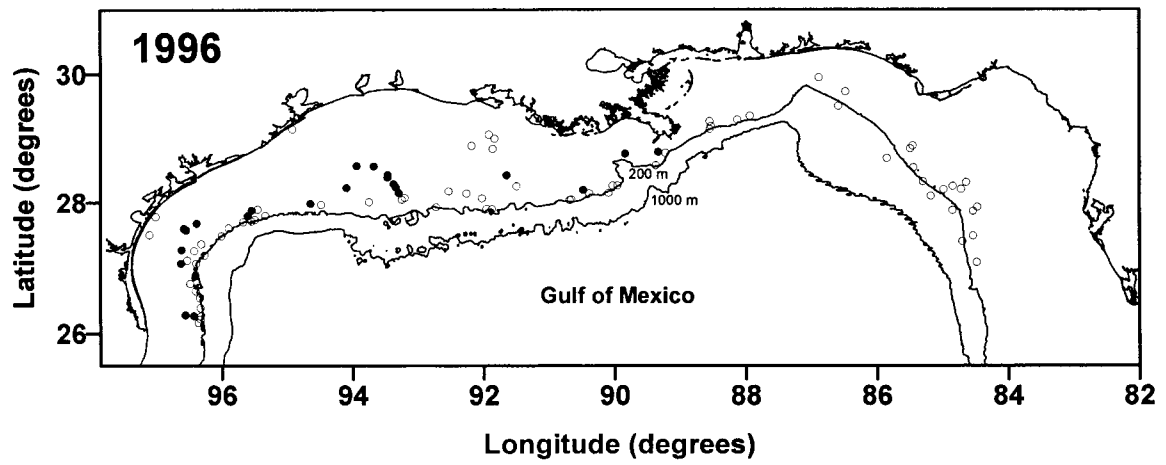 1996
Latitude (degrees)
30
28
26
200 m
1000 m
Gulf of Mexico
96 94 92 90 88 86 84 82
Longitude (degrees)